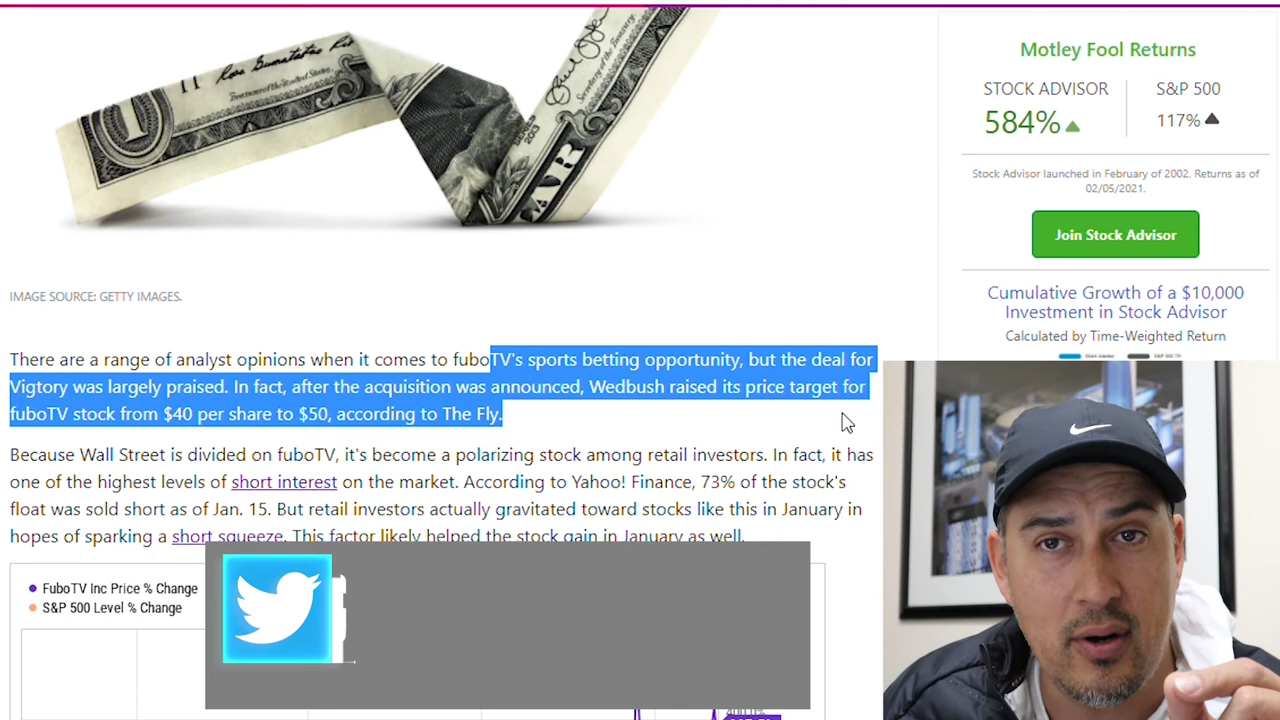 Motley Fool Returns
STOCK ADVISOR
S&P 500
584%
117%
Stock Advisor launched in February of 2002. Returns as of
02/05/2021.
Join Stock Advisor
Cumulative Growth of a $10,000
Investment in Stock Advisor
Calculated by Time-Weighted Return
IMAGE SOURCE: GETTY IMAGES.
There are a range of analyst opinions when it comes to fuboTV's sports betting opportunity, but the deal for
Vigtory was largely praised. In fact, after the acquisition was announced, Wedbush raised its price target for
fuboTV stock from $40 per share to $50, according to The Fly.
Because Wall Street is divided on fuboTV, it's become a polarizing stock among retail investors. In fact, it has
one of the highest levels of short interest on the market. According to Yahoo! Finance, 73% of the stock's
float was sold short as of Jan. 15. But retail investors actually gravitated toward stocks like this in January in
hopes of sparking a short squeeze. This factor likely helped the stock gain in January as well.
FuboTV Inc Price % Change
S&P 500 Level % Change